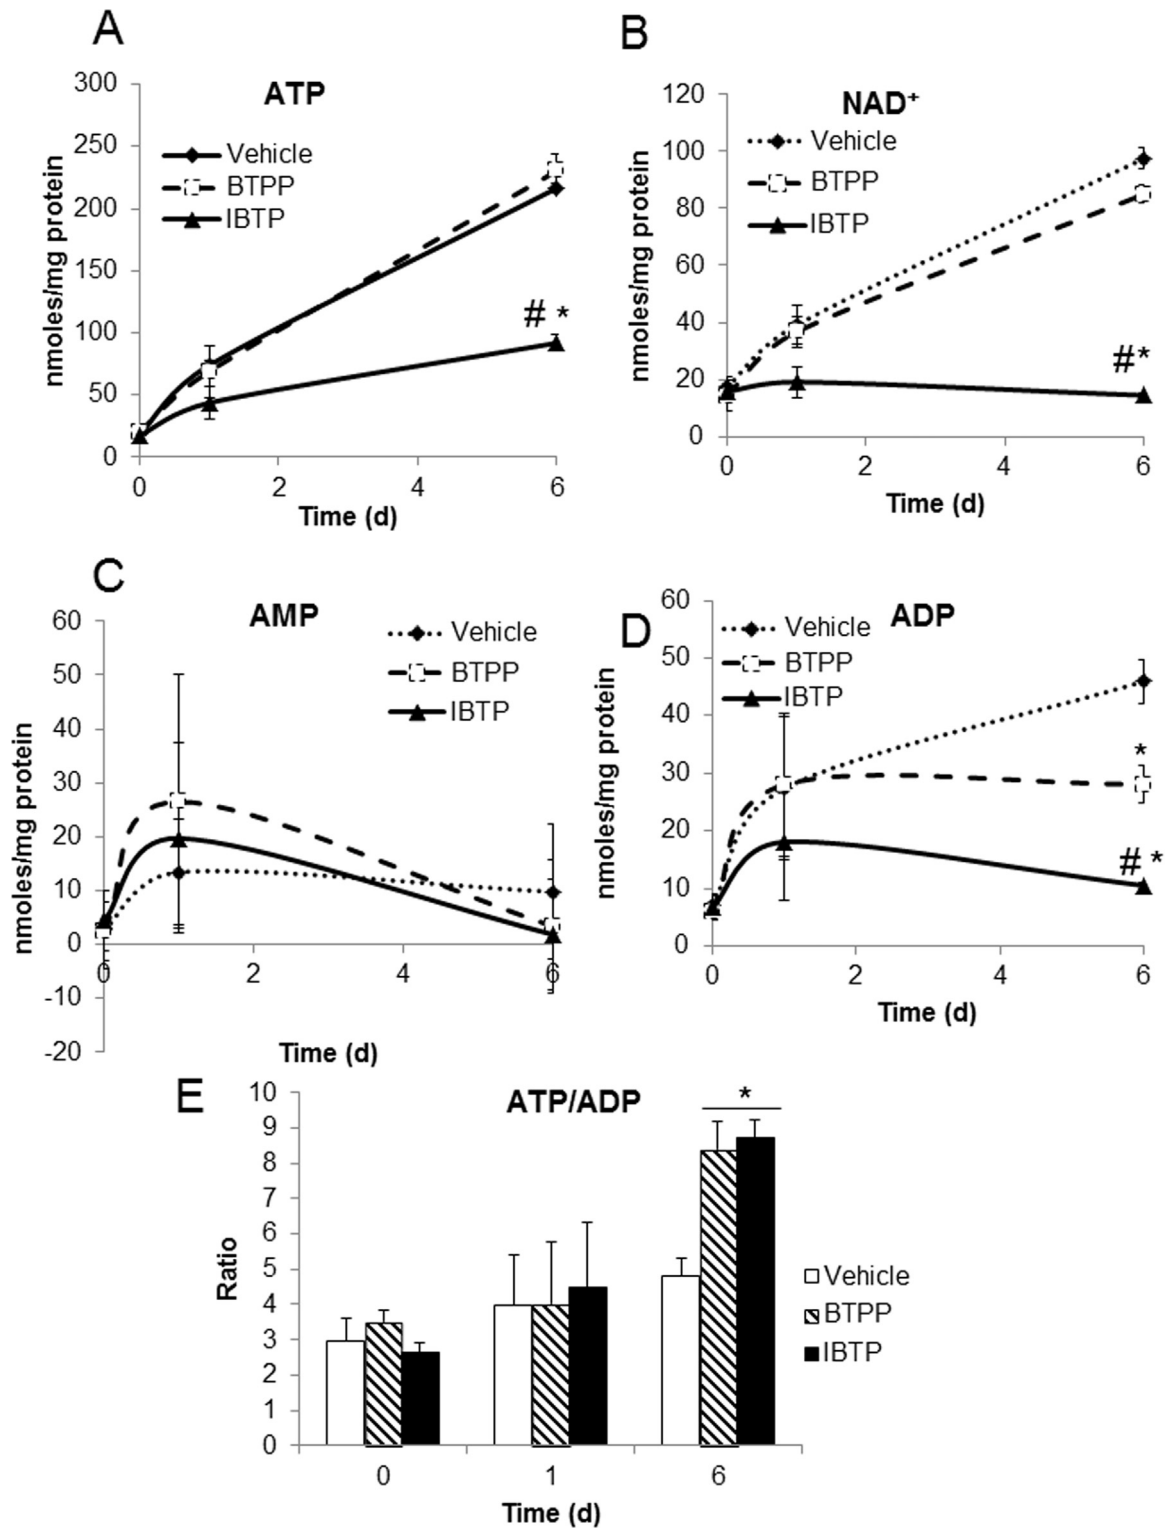 A
ATP
300
250
200
150
100
50
0
nmoles/mg protein
Vehicle
BTPP
IBTP
# *
0 2 4 6
Time (d)
B
NAD+
120
100
80
60
40
20
0
nmoles/mg protein
Vehicle
BTPP
IBTP
#*
0 2 4 6
Time (d)
C
AMP
60
50
40
30
20
10
0
-10
-20
nmoles/mg protein
Vehicle
BTPP
IBTP
0 2 4 6
Time (d)
D
ADP
60
50
40
30
20
10
0
nmoles/mg protein
Vehicle
BTPP
IBTP
*
# *
0 2 4 6
Time (d)
E
ATP/ADP
10
9
8
7
6
5
4
3
2
1
0
Ratio
*
Vehicle
BTPP
IBTP
0 1 6
Time (d)